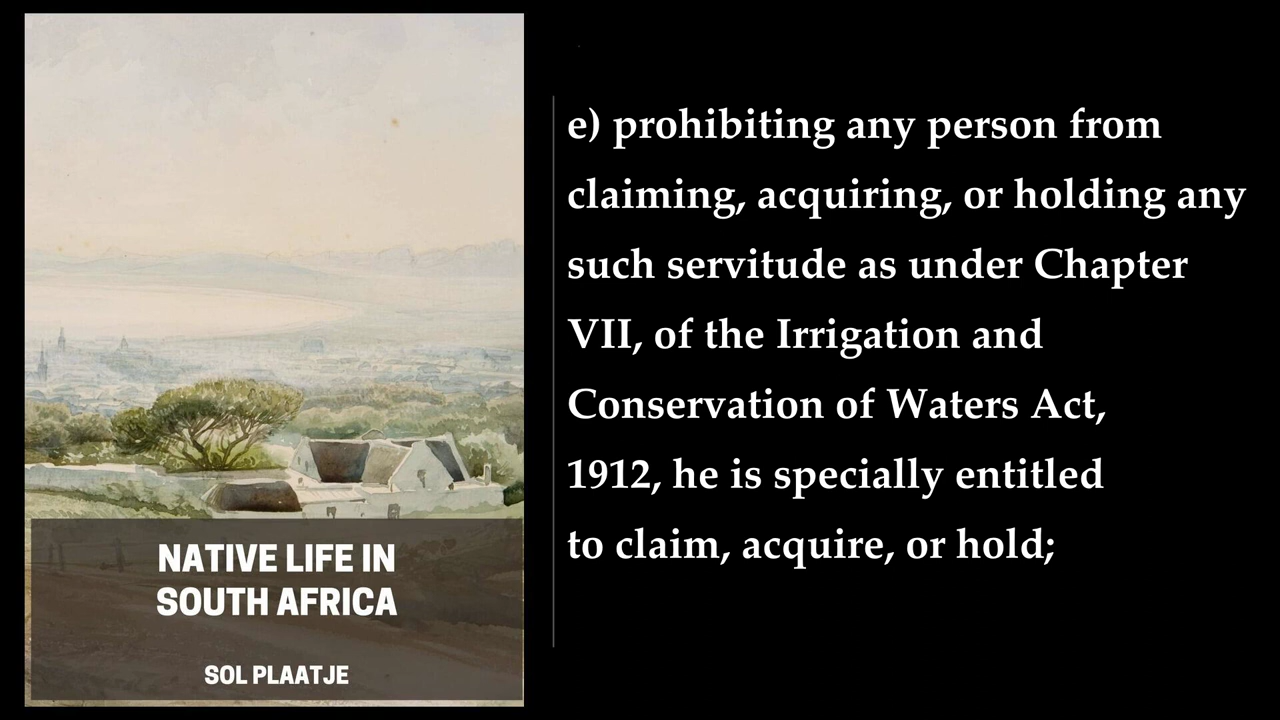 NATIVE LIFE IN
SOUTH AFRICA
SOL PLAATJE
e) prohibiting any person from
claiming, acquiring, or holding any
such servitude as under Chapter
VII, of the Irrigation and
Conservation of Waters Act,
1912, he is specially entitled
to claim, acquire, or hold;